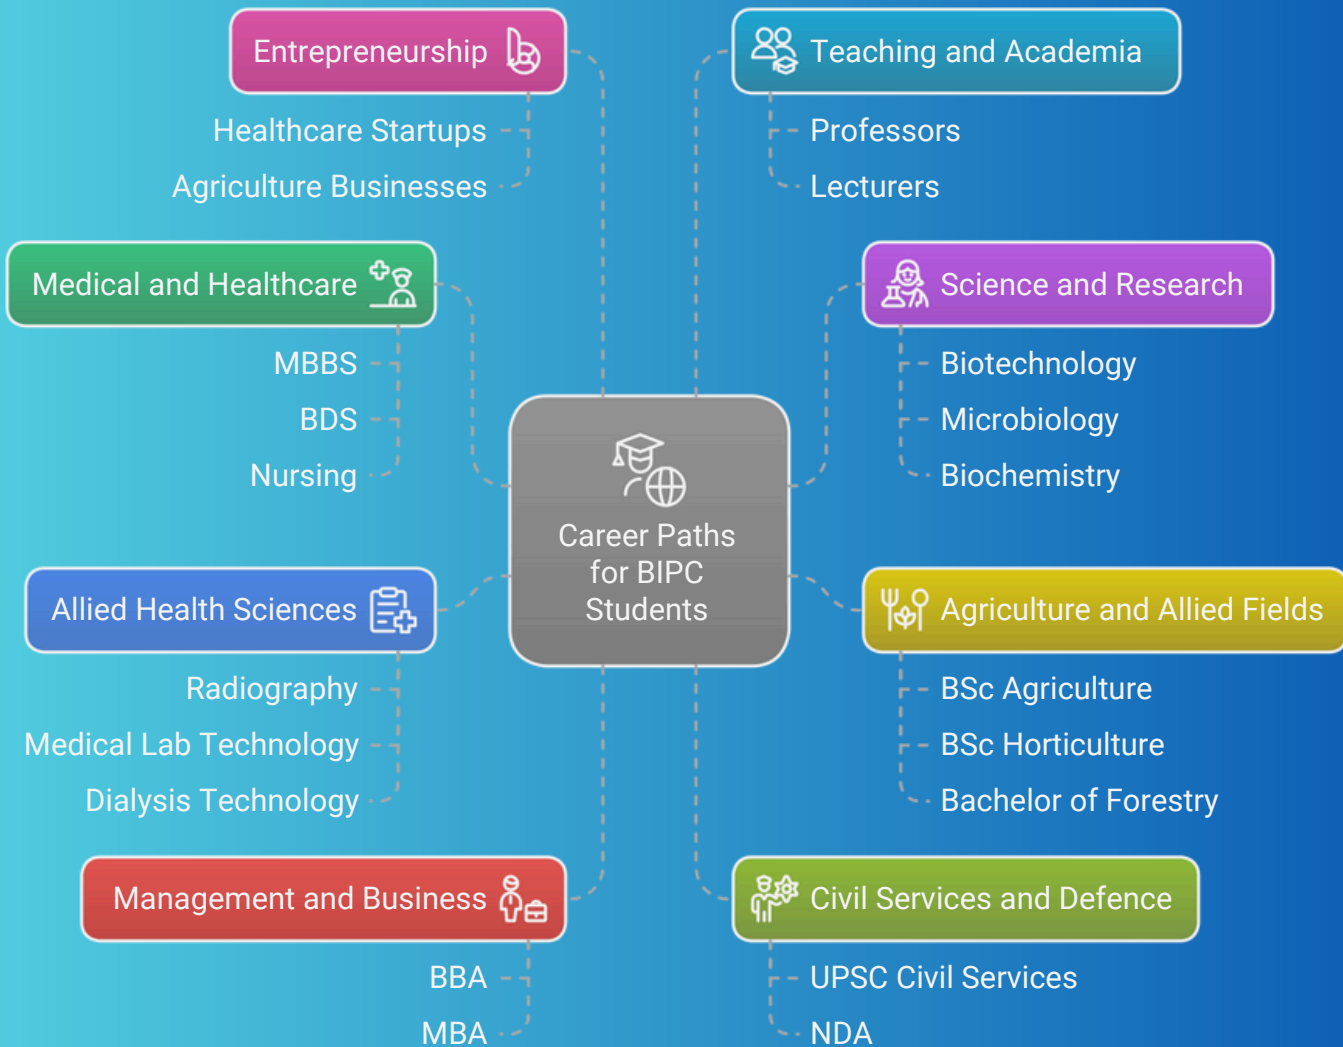 Entrepreneurship
Healthcare Startups
Agriculture Businesses
Teaching and Academia
Professors
Lecturers
Medical and Healthcare
MBBS
BDS
Nursing
Science and Research
Biotechnology
Microbiology
Biochemistry
Career Paths
for BIPC
Students
Allied Health Sciences
Radiography
Medical Lab Technology
Dialysis Technology
Agriculture and Allied Fields
BSc Agriculture
BSc Horticulture
Bachelor of Forestry
Management and Business
BBA
MBA
Civil Services and Defence
UPSC Civil Services
NDA